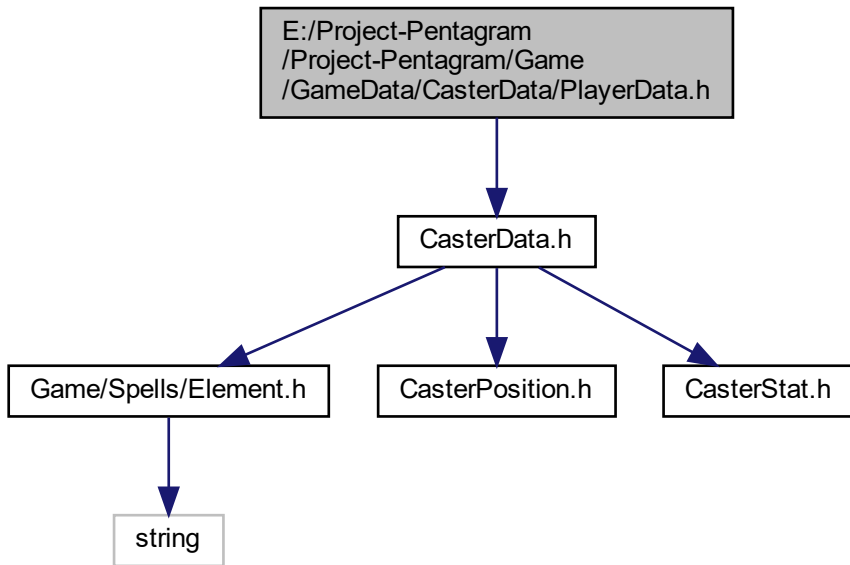 E:/Project-Pentagram
/Project-Pentagram/Game
/GameData/CasterData/PlayerData.h
CasterData.h
Game/Spells/Element.h
CasterPosition.h
CasterStat.h
string